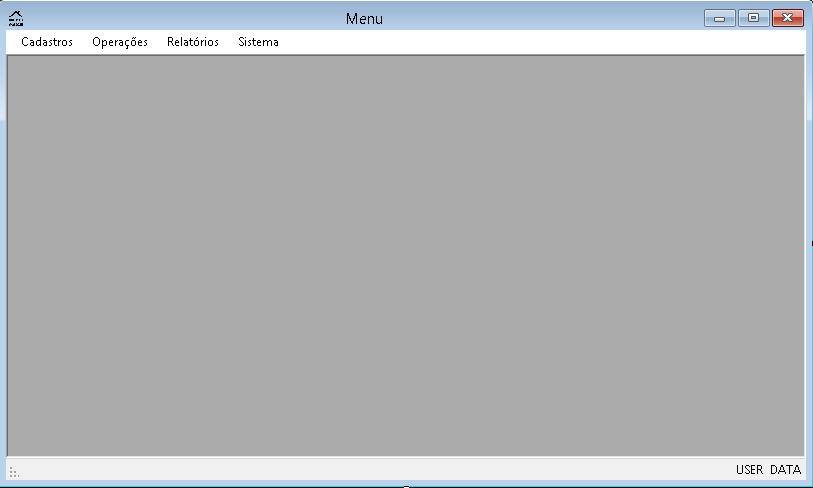 Menu
Cadastros Operações Relatórios Sistema
USER DATA